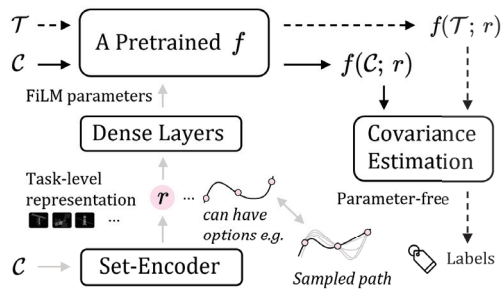 𝒯
A Pretrained f
f(𝒯; r)
𝒞
f(𝒞; r)
FiLM parameters
Dense Layers
Covariance
Estimation
Task-level
representation
r
...
...
can have
options e.g.
Parameter-free
𝒞
Set-Encoder
Sampled path
Labels